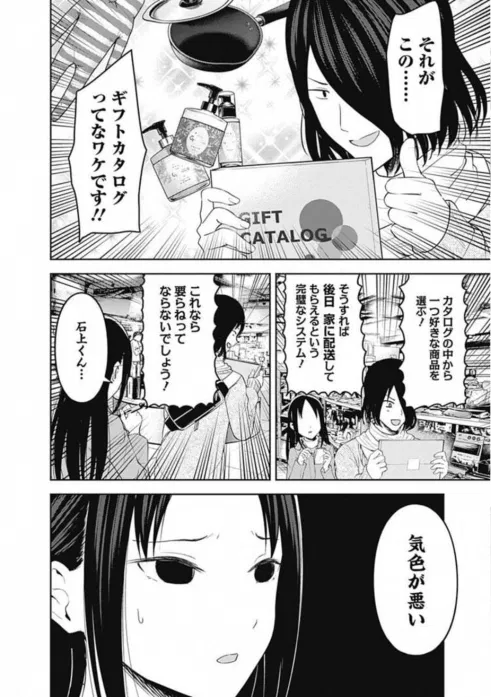 それが
この……
GIFT
CATALOG
ギフトカタログ
ってなワケです!!
カタログの中から
一つ好きな商品を
選ぶ！
そうすれば
後日 家に配送して
もらえるという
完璧なシステム！
これなら
要らねって
ならないでしょう！
石上くん…
気色が悪い